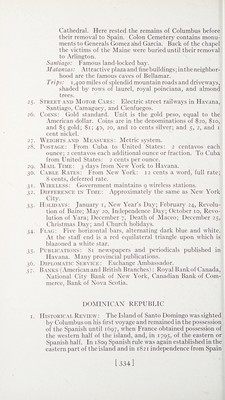 Cathedral. Here rested the remains of Columbus before
their removal to Spain. Colon Cemetery contains monu-
ments to Generals Gomez and Garcia. Back of the chapel
the victims of the Maine were buried until their removal
to Arlington.
Santiago: Famous land-locked bay.
Matanzas: Attractive plaza and fine buildings; in the neighbor-
hood are the famous caves of Bellamar.
Trips: 1,400 miles of splendid mountain roads and driveways,
shaded by rows of laurel, royal poinciana, and almond
trees.
25. Street and Motor Cars: Electric street railways in Havana,
Santiago, Camaguey, and Cienfuegos.
26. Coins: Gold standard. Unit is the gold peso, equal to the
American dollar. Coins are in the denominations of $20, $10,
and $5 gold; $1; 40, 20, and 10 cents silver; and 5, 2, and 1
cent nickel.
27. Weights and Measures: Metric system.
28. Postage: From Cuba to United States: 2 centavos each
ounce; 2 centavos each additional ounce or fraction. To Cuba
from United States: 2 cents per ounce.
29. Mail Time: 3 days from New York to Havana.
30. Cable Rates: From New York: 12 cents a word, full rate;
8 cents, deferred rate.
31. Wireless: Government maintains 9 wireless stations.
32. Difference in Time: Approximately the same as New York
City.
33. Holidays: January 1, New Year's Day; February 24, Revolu-
tion of Baire; May 20, Independence Day; October 10, Revo-
lution of Yara; December 7, Death of Maceo; December 25
Christmas Day; and Church holidays.
34. Flag: Five horizontal bars, alternating dark blue and white.
At the staff end is a red equilateral triangle upon which is
blazoned a white star.
35. Publications: 81 newspapers and periodicals published in
Havana. Many provincial publications.
36. Diplomatic Service: Exchange Ambassador.
37. Banks (American and British Branches): Royal Bank of Canada,
National City Bank of New York, Canadian Bank of Com-
merce, Bank of Nova Scotia.
DOMINICAN REPUBLIC
1. Historical Review: The Island of Santo Domingo was sighted
by Columbus on his first voyage and remained in the possession
of the Spanish until 1697, when France obtained possession of
the western half of the island, and, in 1795, of the eastern or
Spanish half. In 1809 Spanish rule was again established in the
eastern part of the island and in 1821 independence from Spain
[ 334 ]